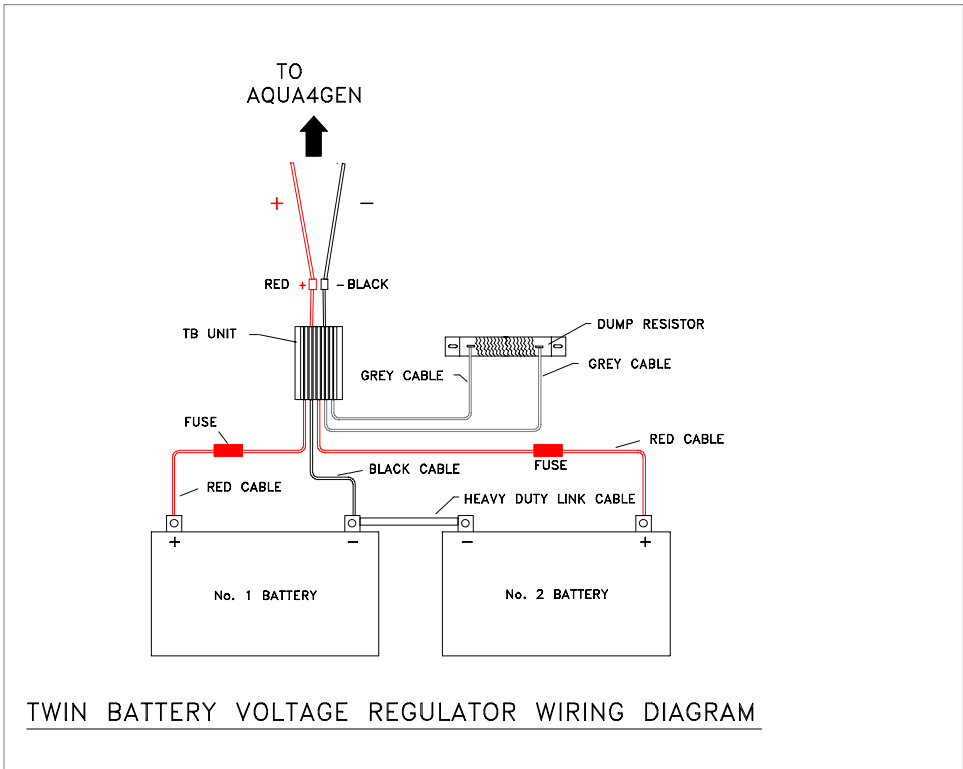 TO
AQUA4GEN
+ −
RED + − BLACK
TB UNIT
DUMP RESISTOR
GREY CABLE
GREY CABLE
FUSE
RED CABLE
FUSE
BLACK CABLE
RED CABLE
HEAVY DUTY LINK CABLE
+ − − +
No. 1 BATTERY
No. 2 BATTERY
TWIN BATTERY VOLTAGE REGULATOR WIRING DIAGRAM